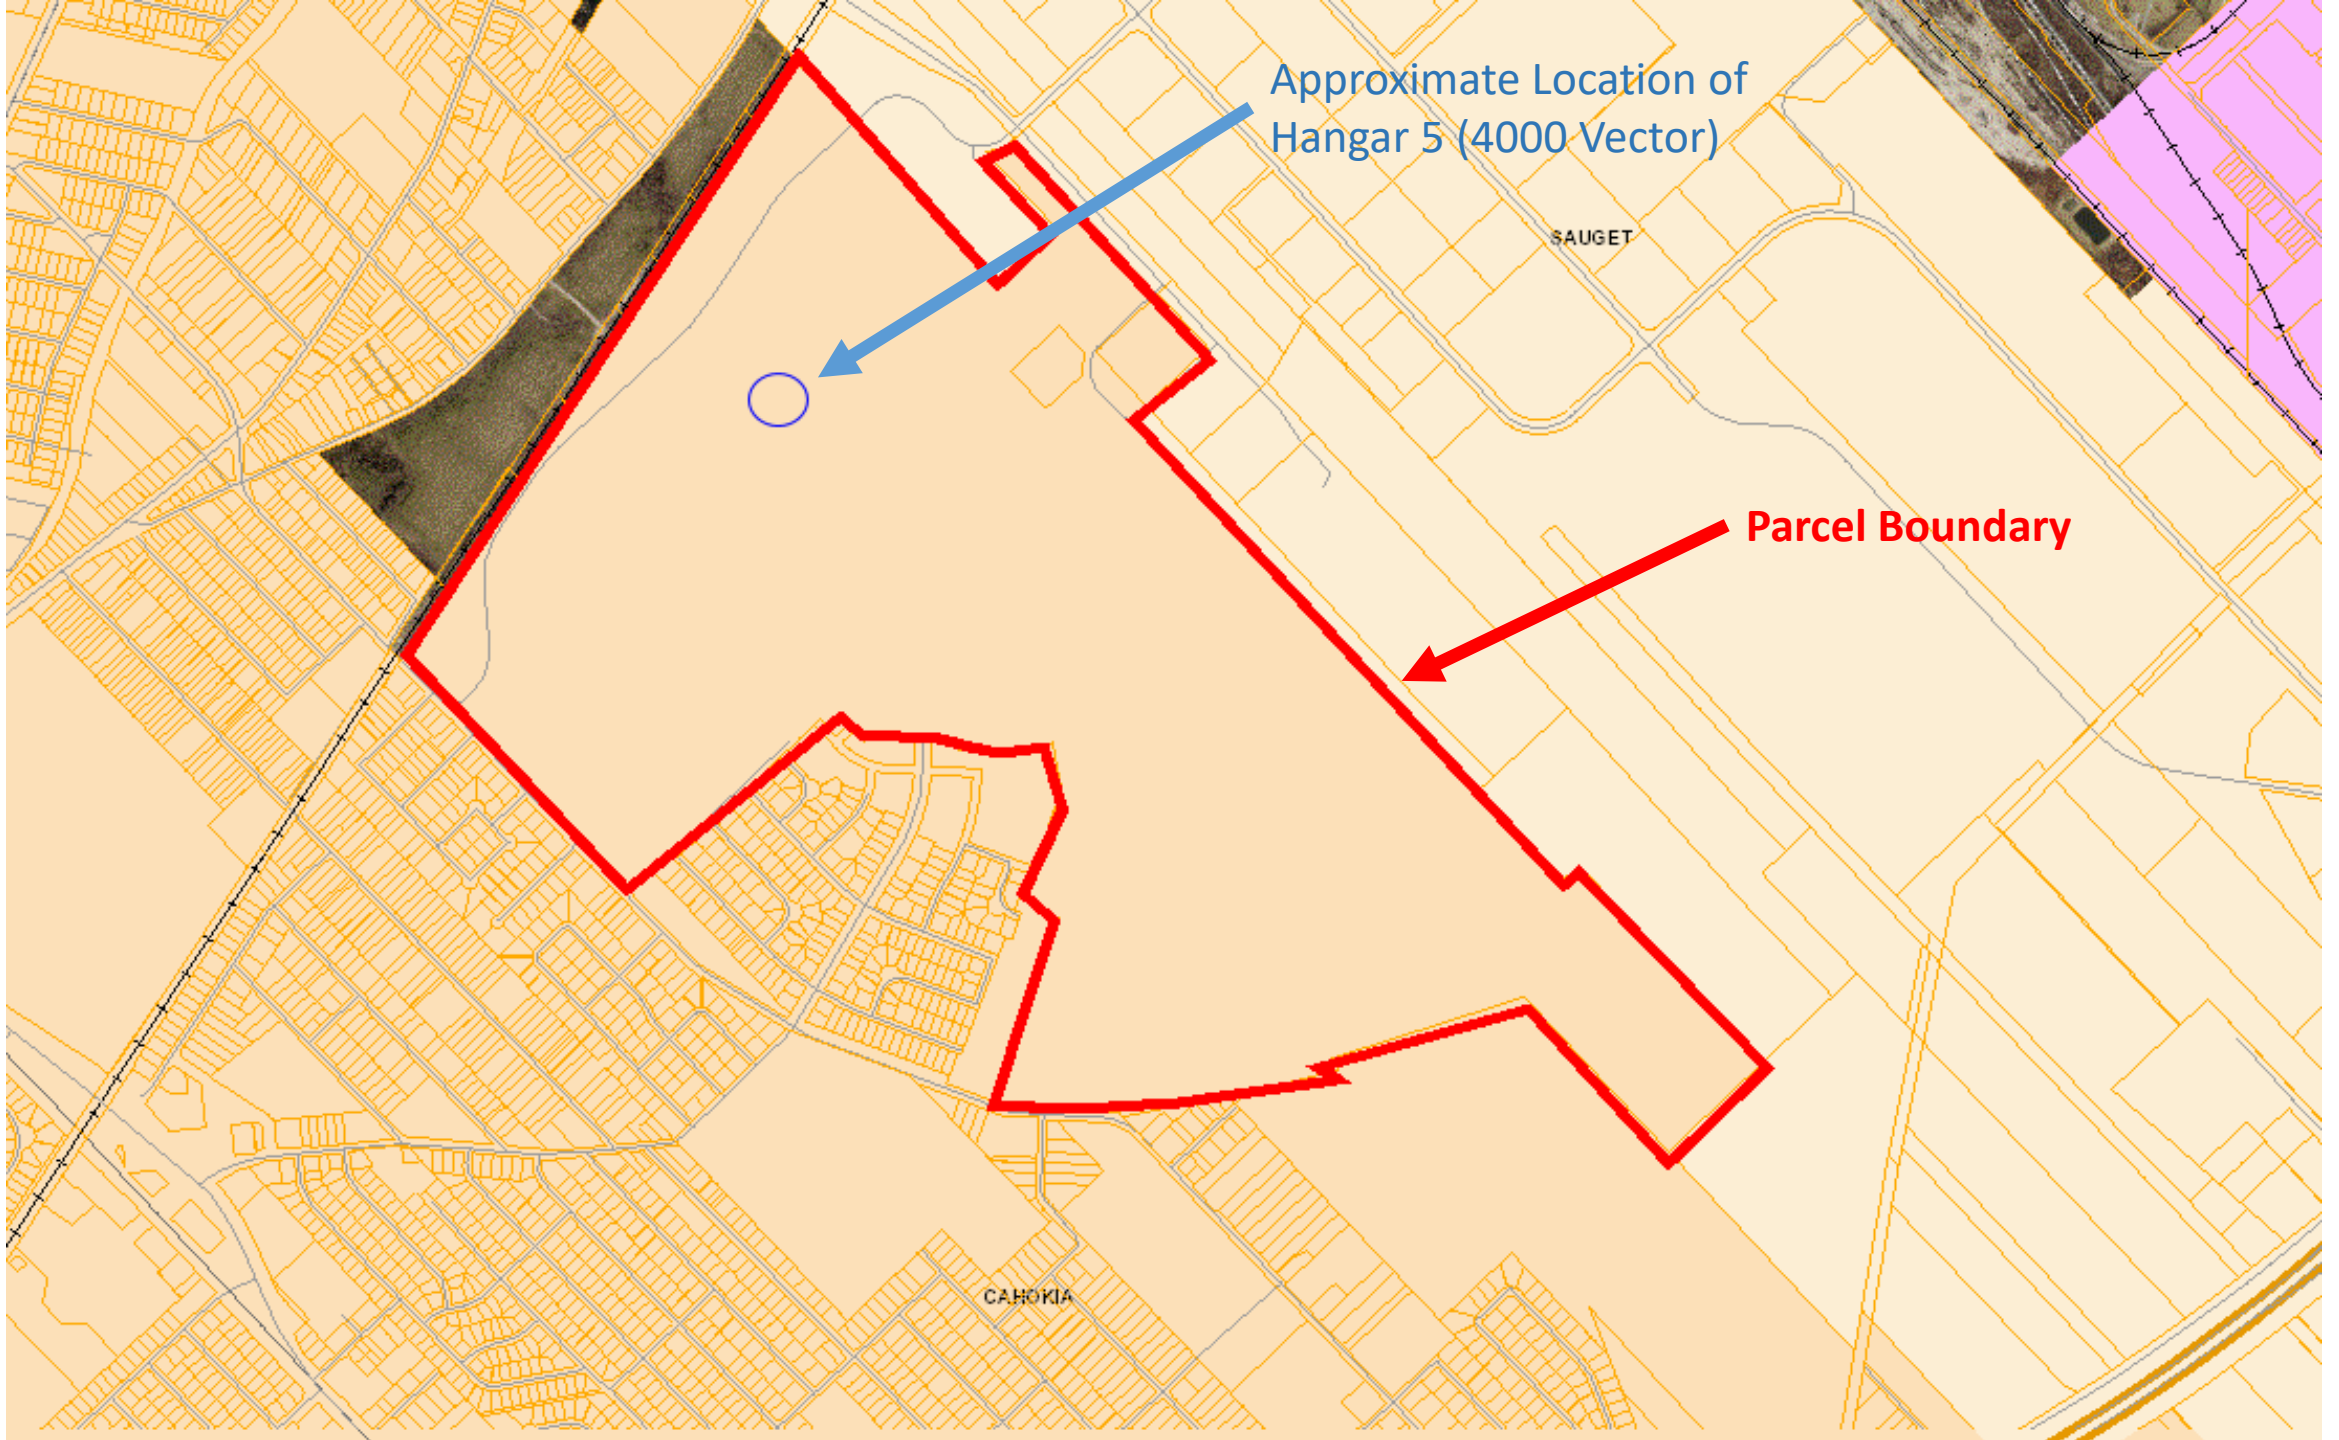 Approximate Location of
Hangar 5 (4000 Vector)
SAUGET
Parcel Boundary
CAHOKIA